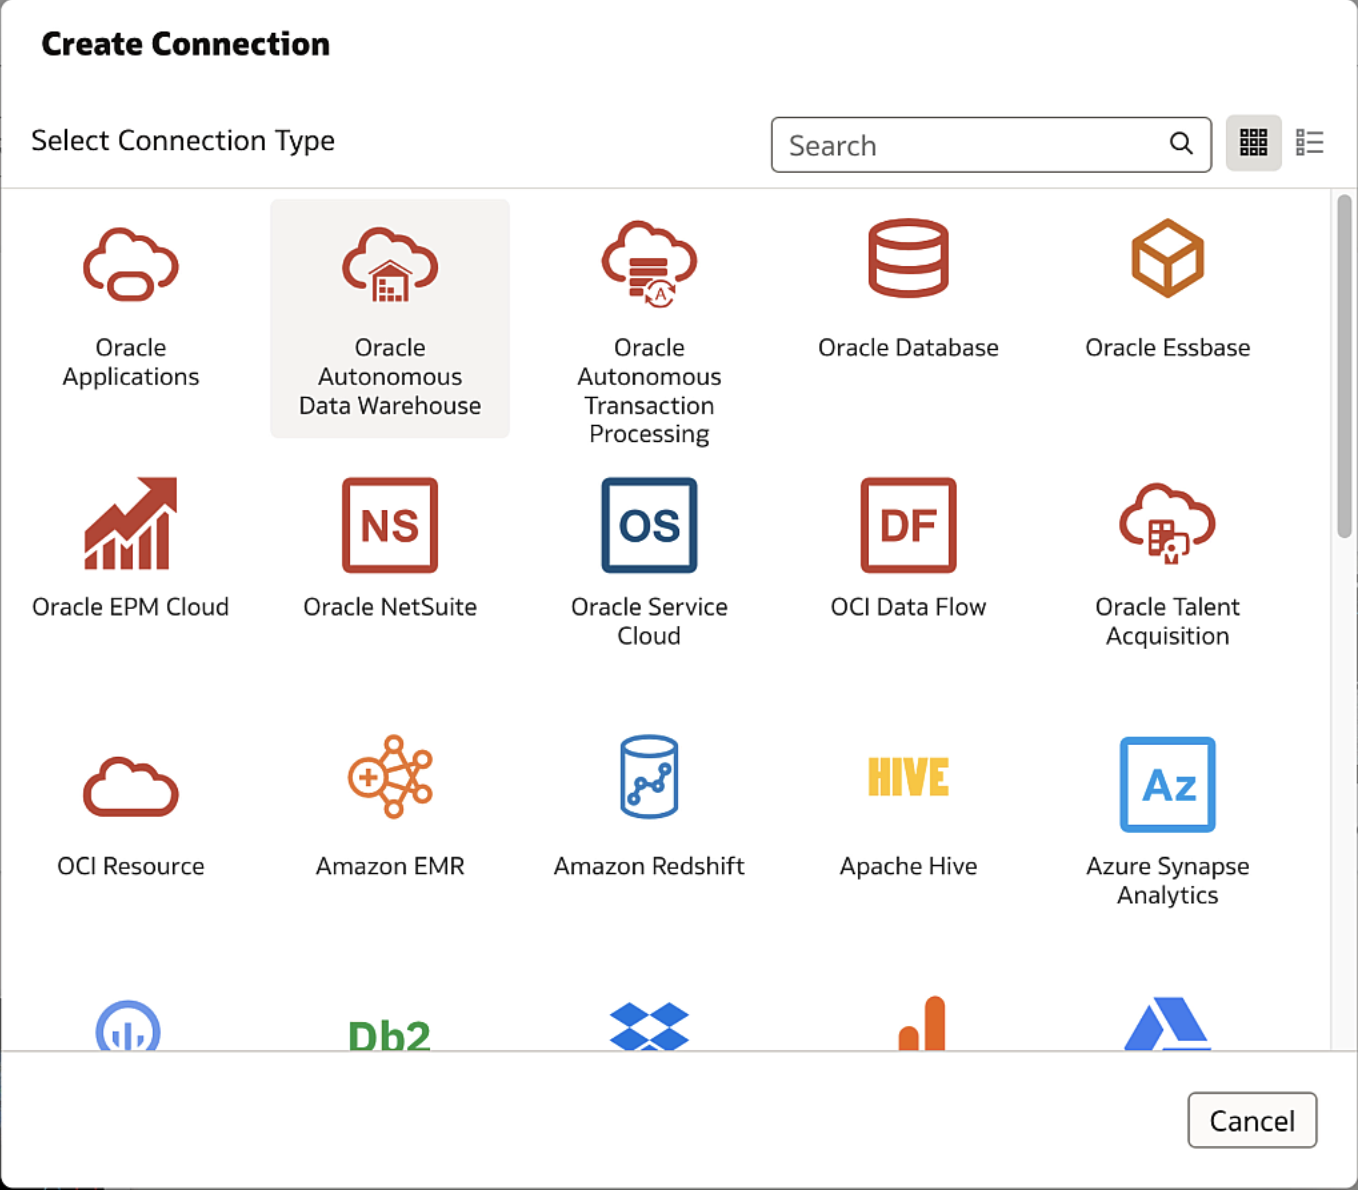 Create Connection
Select Connection Type
Search
Oracle
Applications
Oracle
Autonomous
Data Warehouse
A
Oracle
Autonomous
Transaction
Processing
Oracle Database
Oracle Essbase
Oracle EPM Cloud
NS
Oracle NetSuite
OS
Oracle Service
Cloud
DF
OCI Data Flow
Oracle Talent
Acquisition
OCI Resource
Amazon EMR
Amazon Redshift
HIVE
Apache Hive
Az
Azure Synapse
Analytics
Db2
Cancel